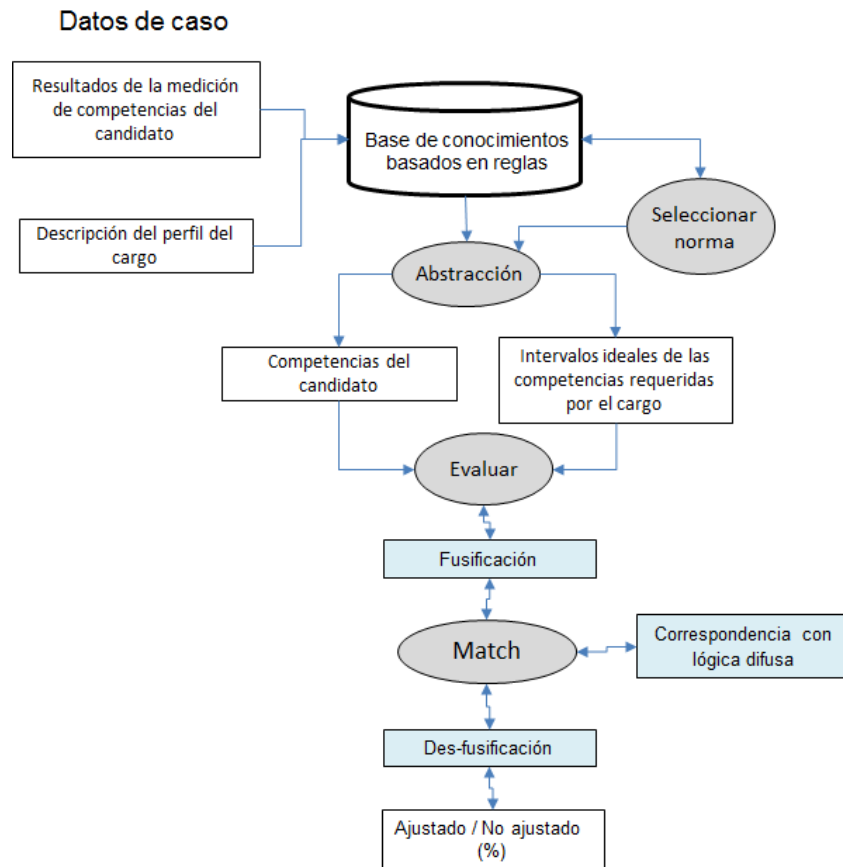 Datos de caso
Resultados de la medición
de competencias del
candidato
Base de conocimientos
basados en reglas
Seleccionar
norma
Descripción del perfil del
cargo
Abstracción
Competencias del
candidato
Intervalos ideales de las
competencias requeridas
por el cargo
Evaluar
Fusificación
Match
Correspondencia con
lógica difusa
Des-fusificación
Ajustado / No ajustado
(%)